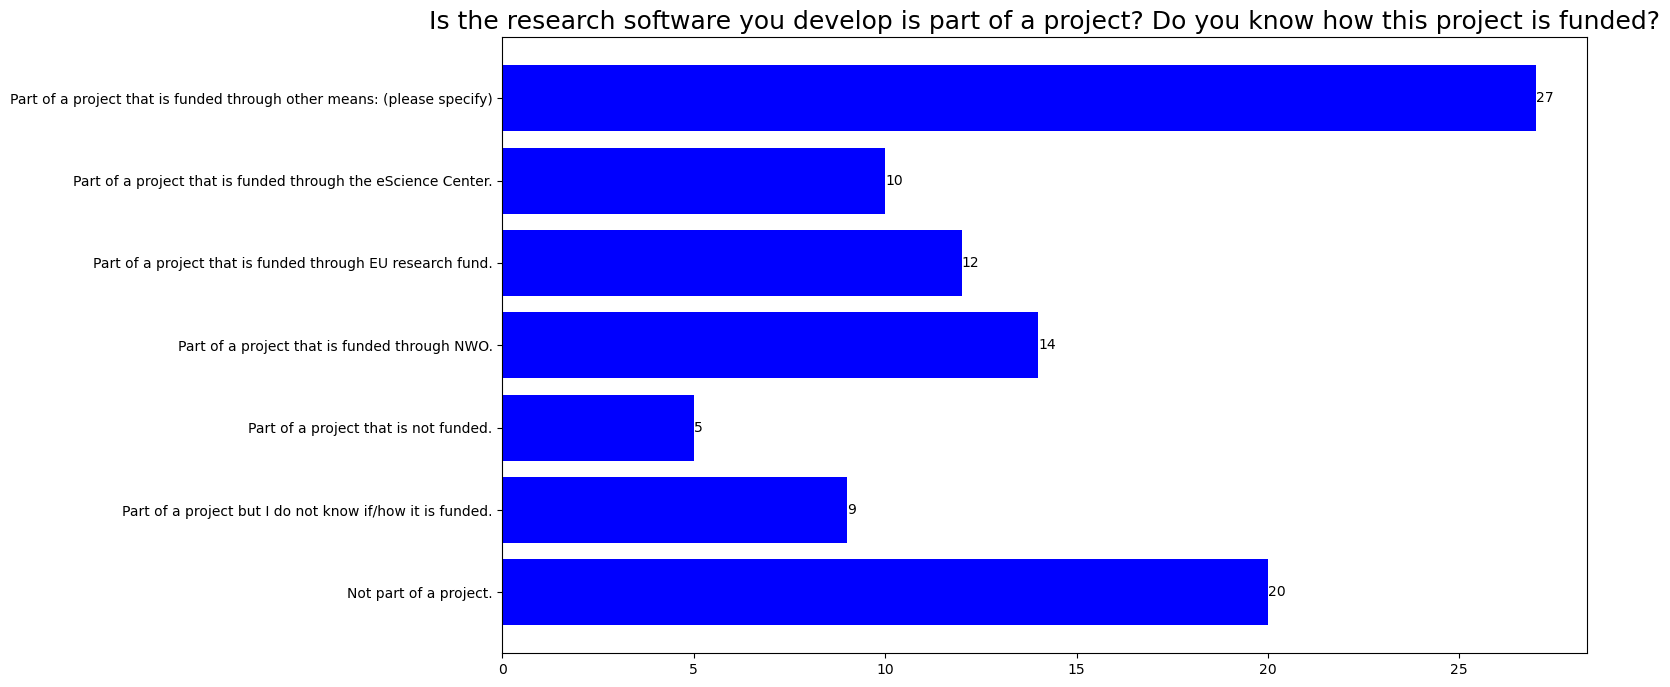 Is the research software you develop is part of a project? Do you know how this project is funded?
Part of a project that is funded through other means: (please specify)
27
Part of a project that is funded through the eScience Center.
10
Part of a project that is funded through EU research fund.
12
Part of a project that is funded through NWO.
14
Part of a project that is not funded.
5
Part of a project but I do not know if/how it is funded.
9
Not part of a project.
20
0 5 10 15 20 25